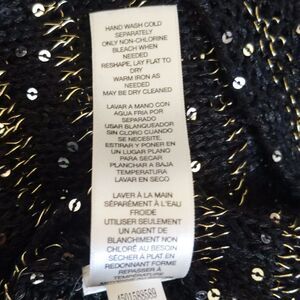 HAND WASH COLD
SEPARATELY
ONLY NON-CHLORINE
BLEACH WHEN
NEEDED
RESHAPE, LAY FLAT TO
DRY
WARM IRON AS
NEEDED
MAY BE DRY CLEANED
LAVAR A MANO CON
AGUA FRIA POR
SEPARADO
USAR BLANQUEADOR
SIN CLORO CUANDO
SE NECESITE,
ESTIRAR Y PONER EN
UN LUGAR PLANO
PARA SECAR
PLANCHAR A BAJA
TEMPERATURA
LAVAR EN SECO
LAVER À LA MAIN
SÉPARÉMENT À L'EAU
FROIDE
UTILISER SEULEMENT
UN AGENT DE
BLANCHIMENT NON
CHLORÉ AU BESOIN
SÉCHER À PLAT EN
REDONNANT FORME
REPASSER À
TEMPÉRATURE